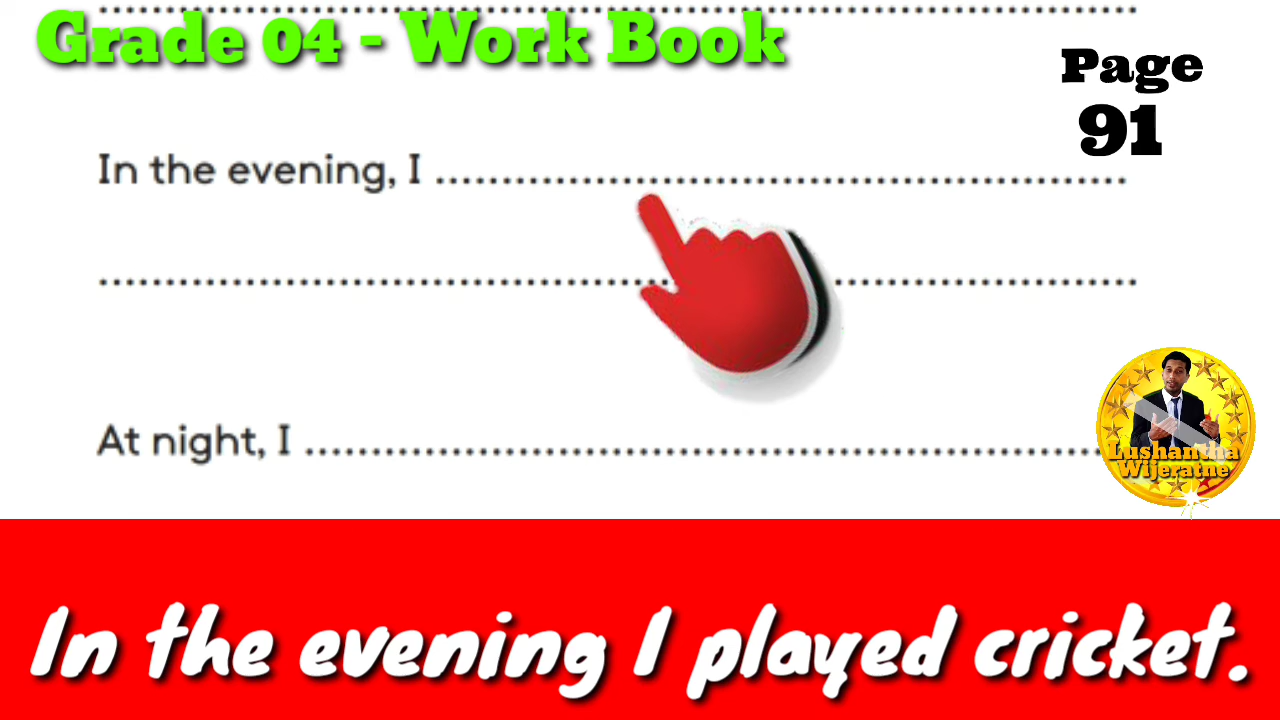 Grade 04 - Work Book
Page
91
In the evening, I ....................................................
................................................................................
At night, I ............................................................
Lushantha
Wijeratne
In the evening I played cricket.